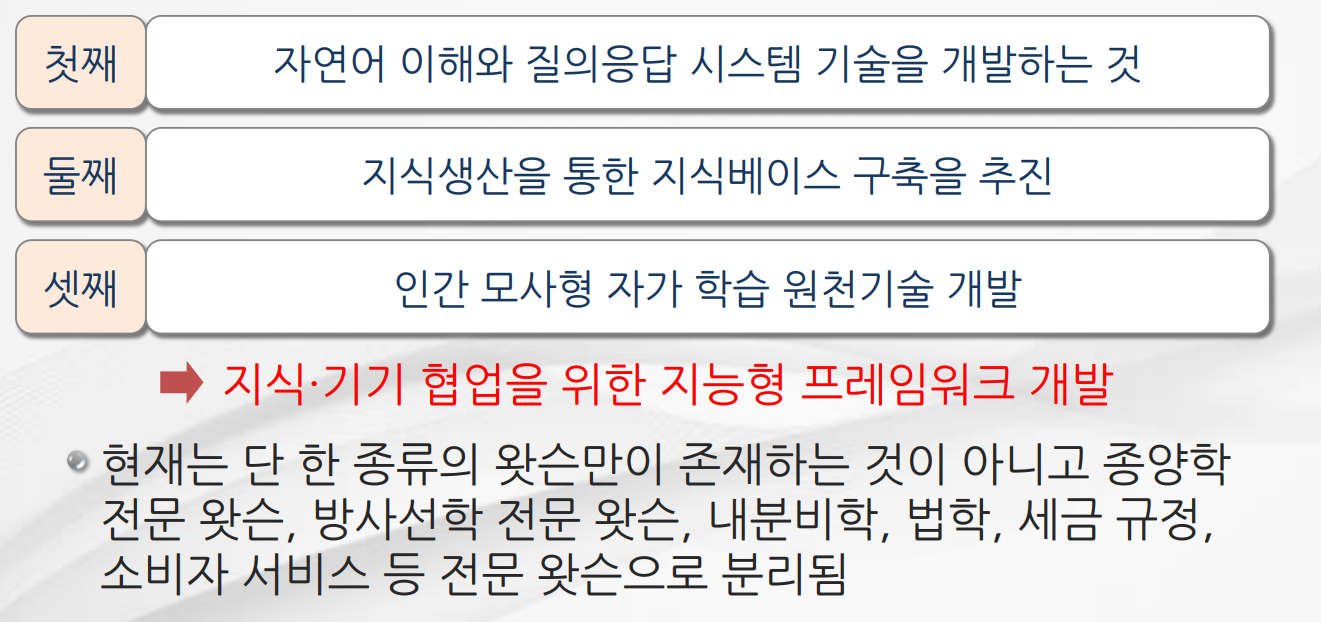 첫째 자연어 이해와 질의응답 시스템 기술을 개발하는 것
둘째 지식생산을 통한 지식베이스 구축을 추진
셋째 인간 모사형 자가 학습 원천기술 개발
지식·기기 협업을 위한 지능형 프레임워크 개발
현재는 단 한 종류의 왓슨만이 존재하는 것이 아니고 종양학
전문 왓슨, 방사선학 전문 왓슨, 내분비학, 법학, 세금 규정,
소비자 서비스 등 전문 왓슨으로 분리됨